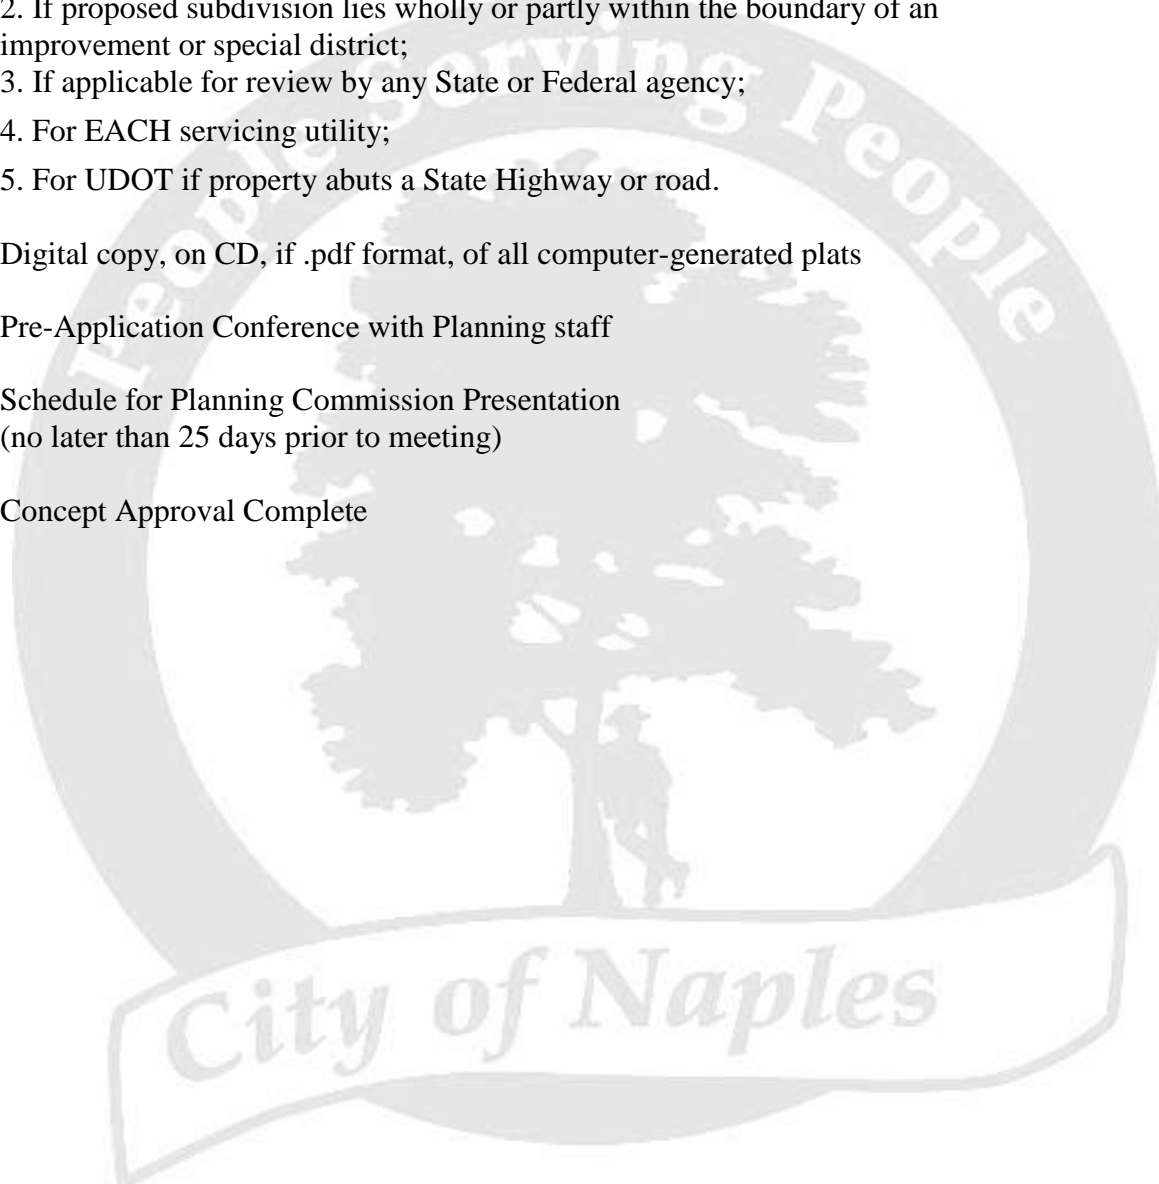 2. If proposed subdivision lies wholly or partly within the boundary of an
improvement or special district;
3. If applicable for review by any State or Federal agency;
4. For EACH servicing utility;
5. For UDOT if property abuts a State Highway or road.
Digital copy, on CD, if .pdf format, of all computer-generated plats
Pre-Application Conference with Planning staff
Schedule for Planning Commission Presentation
(no later than 25 days prior to meeting)
Concept Approval Complete
People Serving People
City of Naples